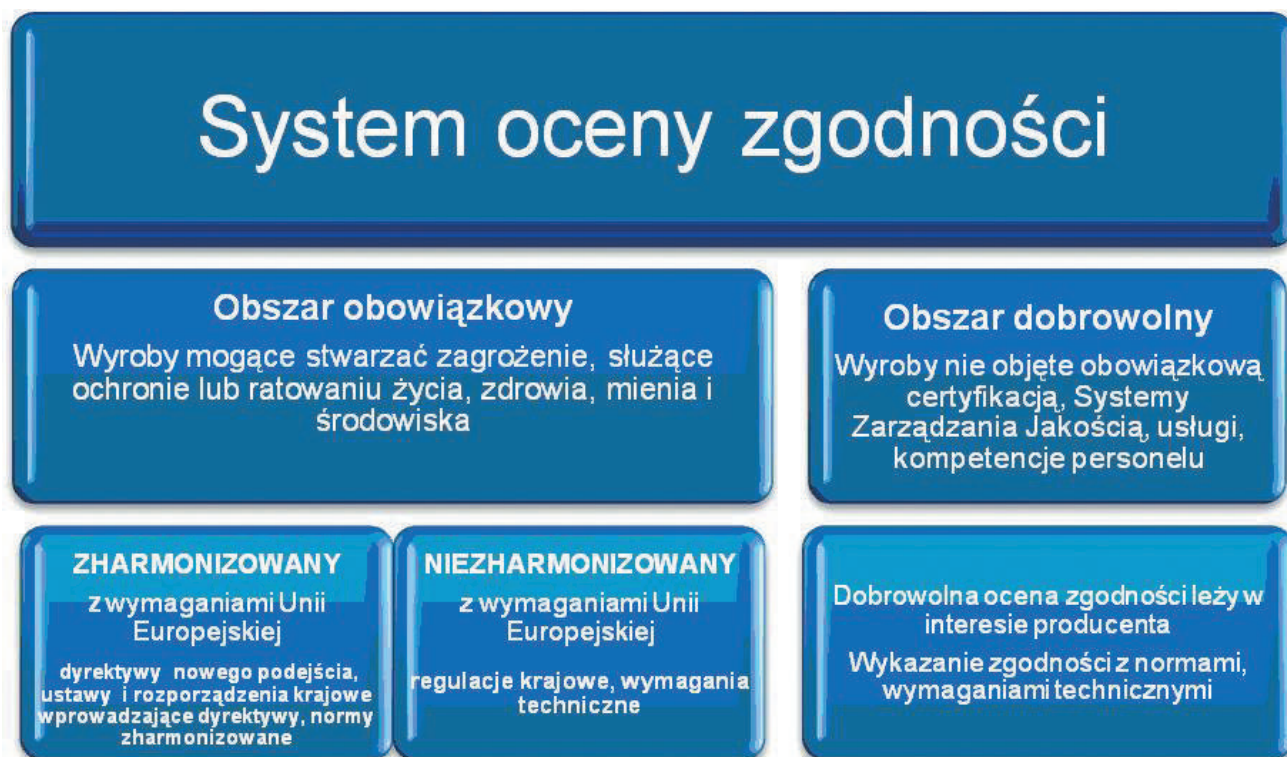 System oceny zgodności
Obszar obowiązkowy
Wyroby mogące stwarzać zagrożenie, służące
ochronie lub ratowaniu życia, zdrowia, mienia i
środowiska
Obszar dobrowolny
Wyroby nie objęte obowiązkową
certyfikacją, Systemy
Zarządzania Jakością, usługi,
kompetencje personelu
ZHARMONIZOWANY
z wymaganiami Unii
Europejskiej
dyrektywy nowego podejścia,
ustawy i rozporządzenia krajowe
wprowadzające dyrektywy, normy
zharmonizowane
NIEZHARMONIZOWANY
z wymaganiami Unii
Europejskiej
regulacje krajowe, wymagania
techniczne
Dobrowolna ocena zgodności leży w
interesie producenta
Wykazanie zgodności z normami,
wymaganiami technicznymi